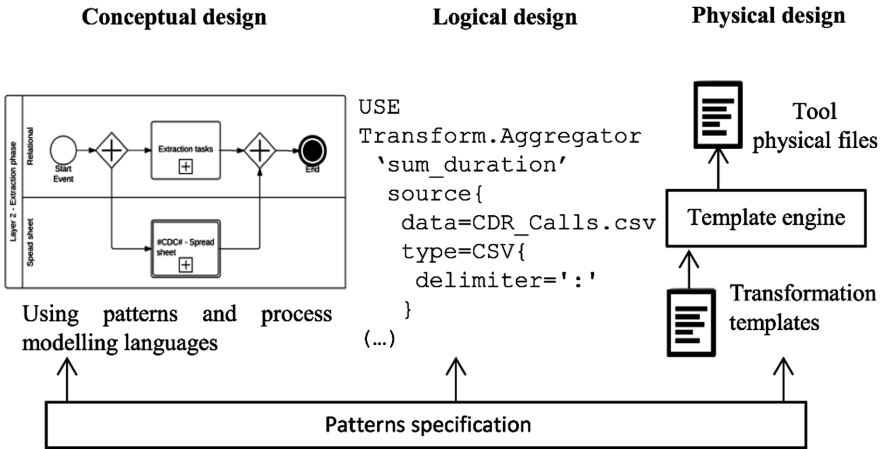 Conceptual design
Logical design
Physical design
Layer 2 - Extraction phase
Relational
Start
Event
Extraction tasks
End
Spread sheet
#CDC# - Spread
sheet
Using patterns and process
modelling languages
USE
Transform.Aggregator
‘sum_duration’
source{
data=CDR_Calls.csv
type=CSV{
delimiter=':'
}
(…)
Tool
physical files
Template engine
Transformation
templates
Patterns specification